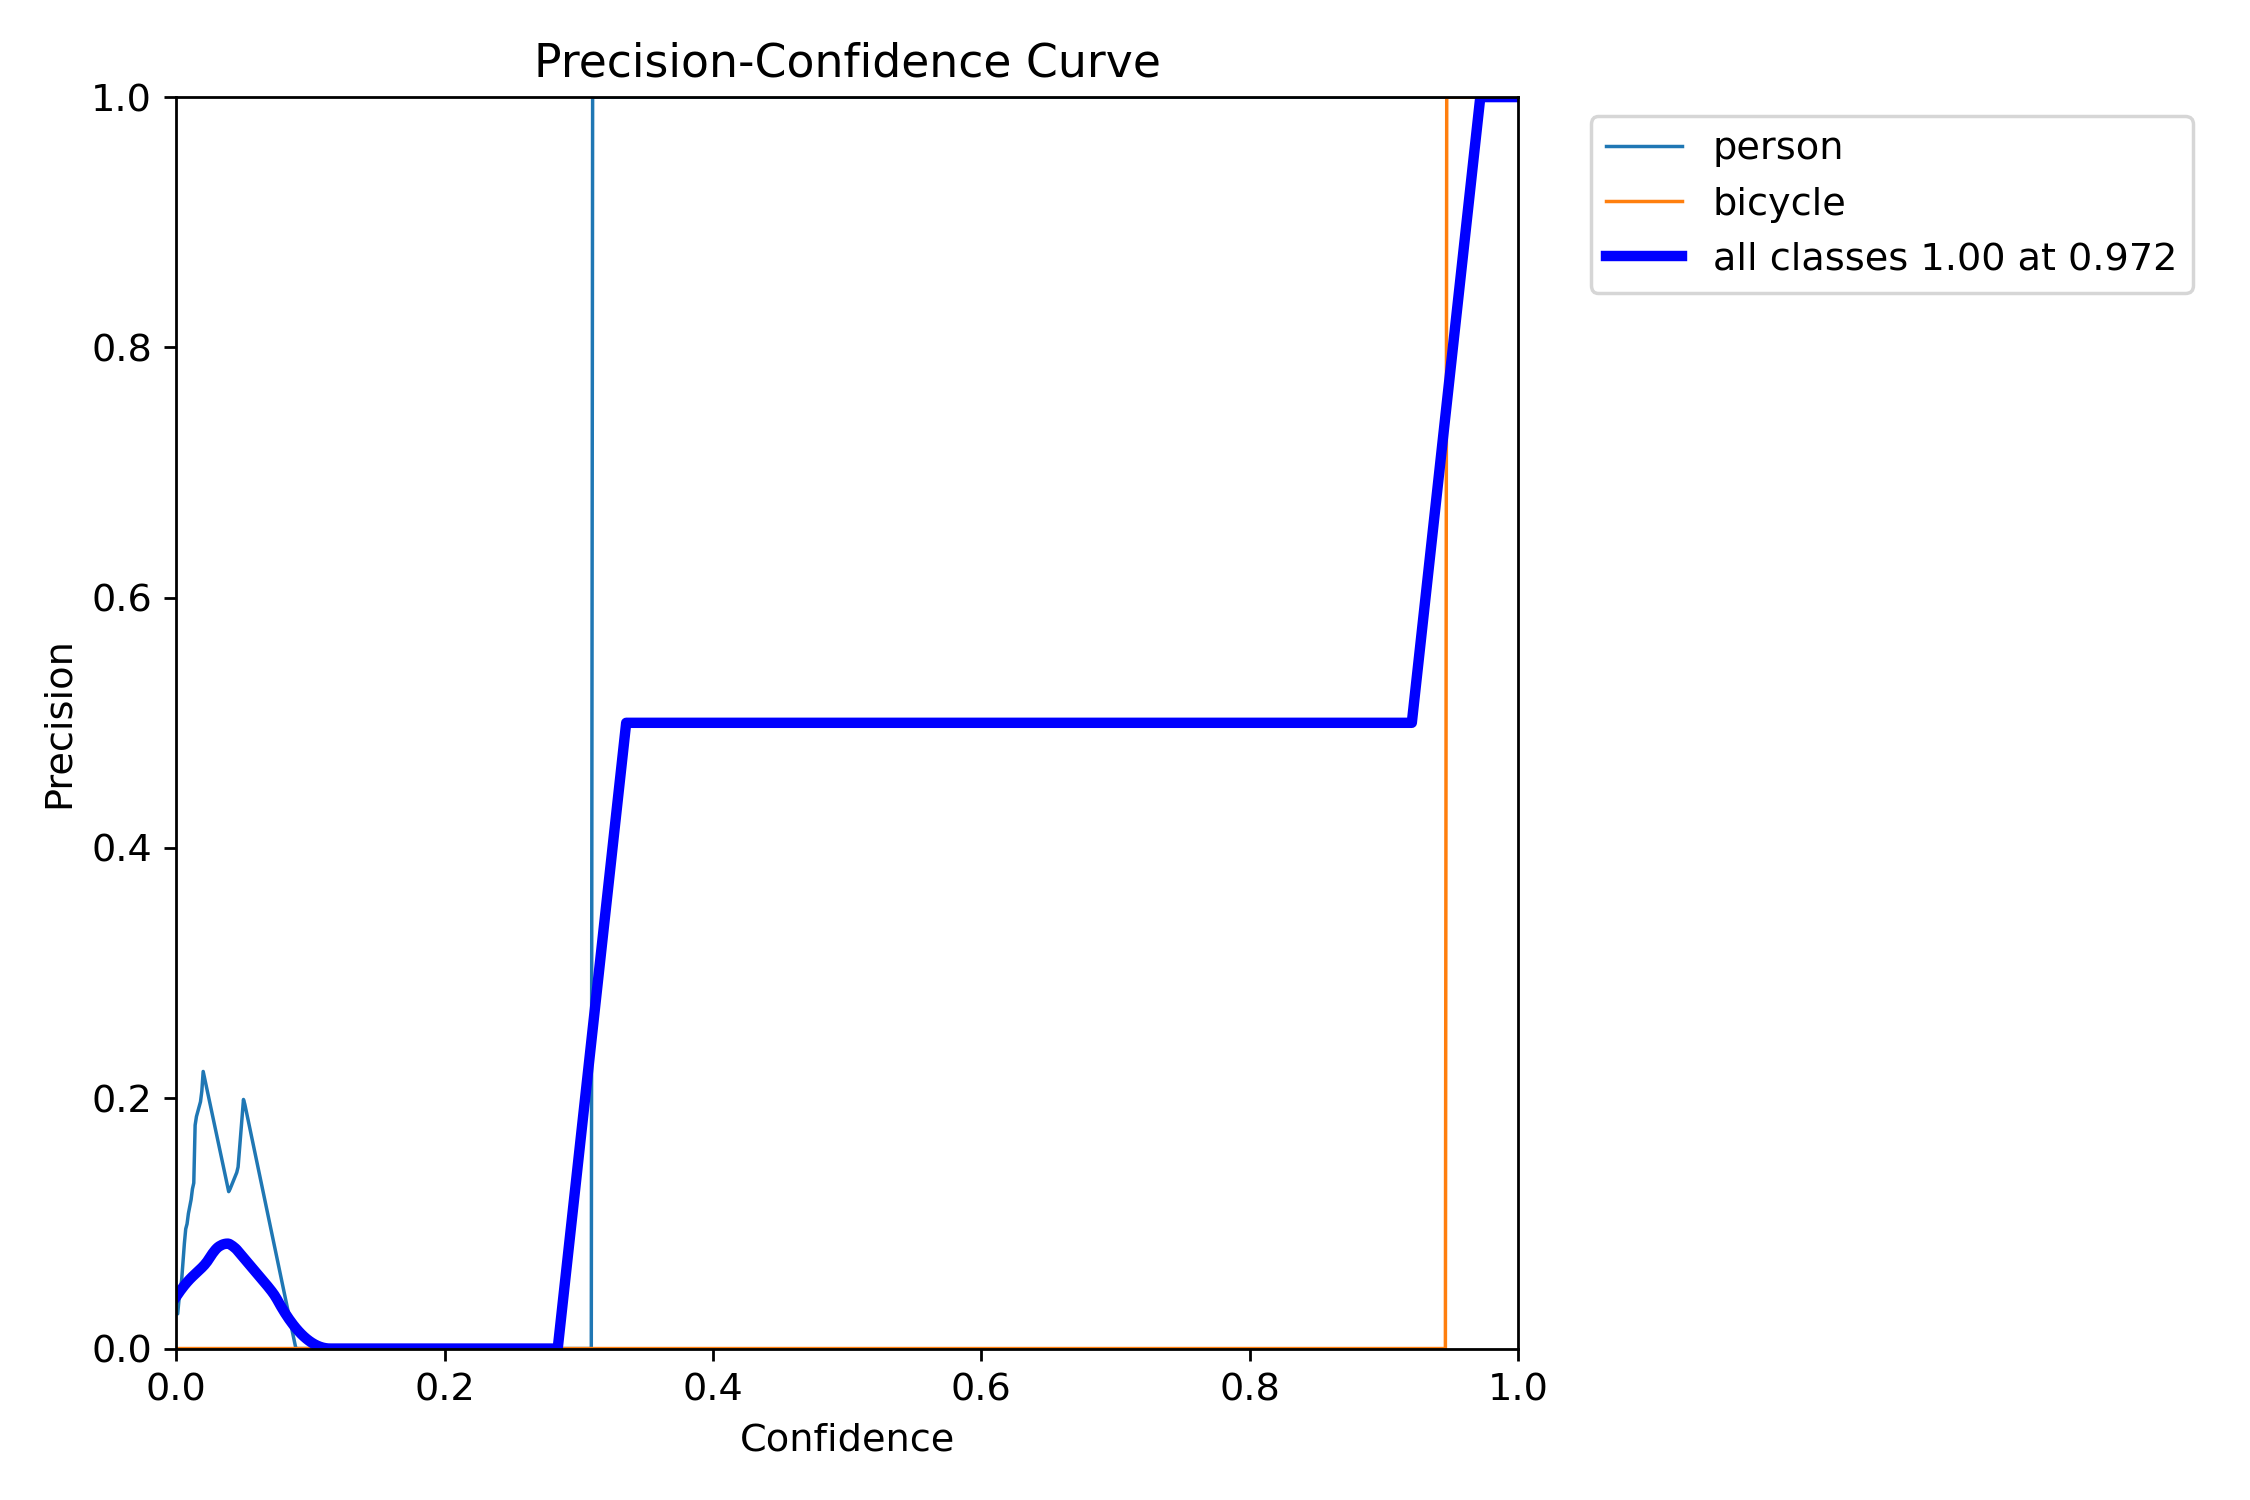 Precision-Confidence Curve
1.0
0.8
0.6
0.4
0.2
0.0
Precision
0.0 0.2 0.4 0.6 0.8 1.0
Confidence
person
bicycle
all classes 1.00 at 0.972